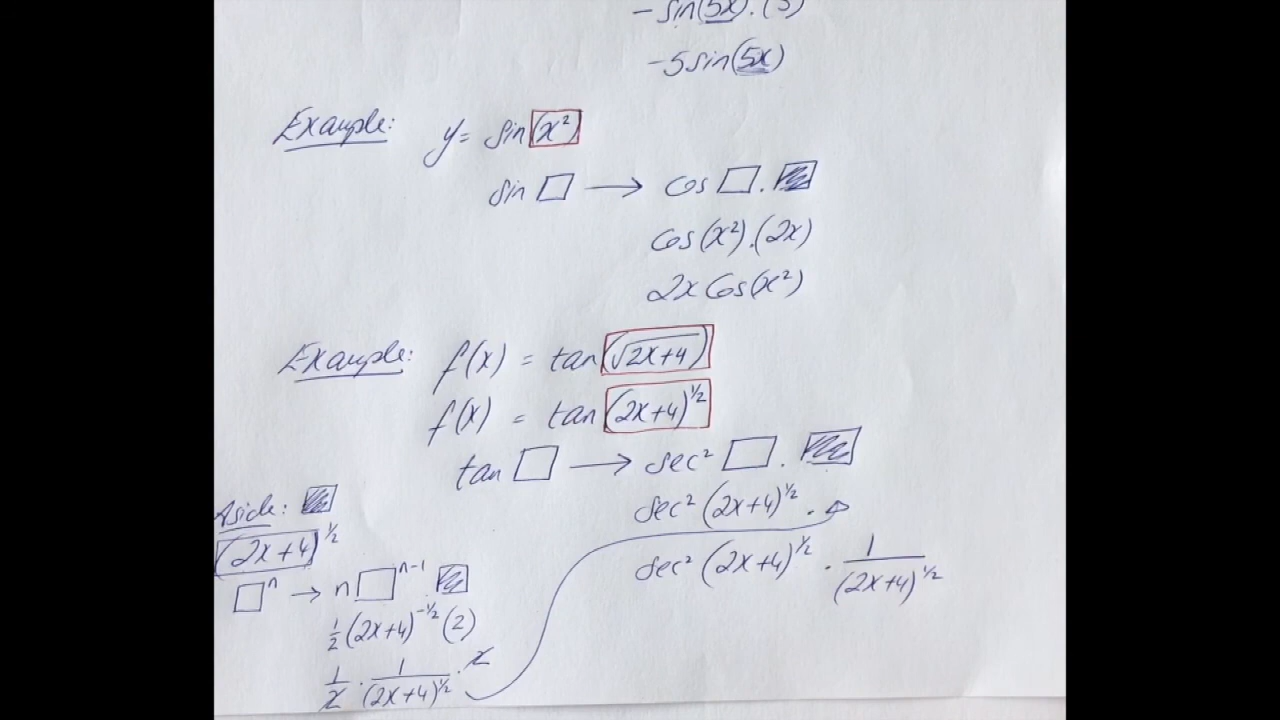 -sin(5x).(5)
-5sin(5x)
Example: y = sin(x²)
sin □ → cos □ . ■
cos(x²).(2x)
2x cos(x²)
Example: f(x) = tan(√2x+4)
f(x) = tan(2x+4)^½
tan □ → sec² □ . ■
sec² (2x+4)^½ .
sec² (2x+4)^½ . 1/(2x+4)^½
Aside: ■
(2x+4)^½
□ⁿ → n □ⁿ⁻¹ . ■
½(2x+4)^-½ (2)
1/2 . 1/(2x+4)^½ . 2